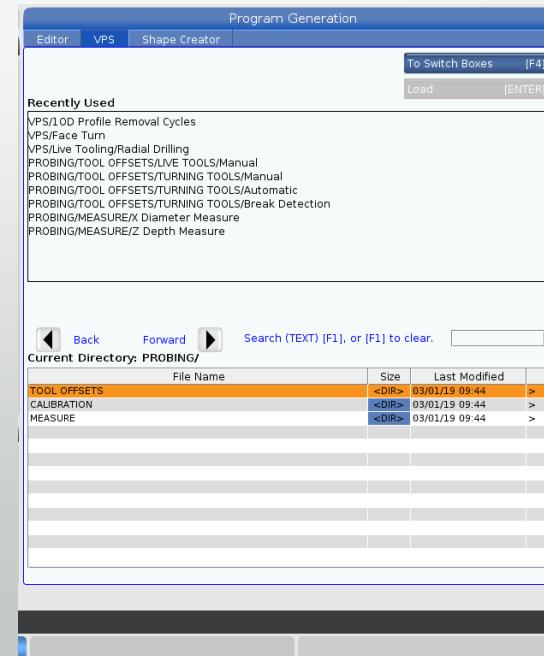 Program Generation
Editor VPS Shape Creator
To Switch Boxes [F4]
Load [ENTER]
Recently Used
VPS/1OD Profile Removal Cycles
VPS/Face Turn
VPS/Live Tooling/Radial Drilling
PROBING/TOOL OFFSETS/LIVE TOOLS/Manual
PROBING/TOOL OFFSETS/TURNING TOOLS/Manual
PROBING/TOOL OFFSETS/TURNING TOOLS/Automatic
PROBING/TOOL OFFSETS/TURNING TOOLS/Break Detection
PROBING/MEASURE/X Diameter Measure
PROBING/MEASURE/Z Depth Measure
Back Forward Search (TEXT) [F1], or [F1] to clear.
Current Directory: PROBING/
File Name Size Last Modified
TOOL OFFSETS <DIR> 03/01/19 09:44 >
CALIBRATION <DIR> 03/01/19 09:44 >
MEASURE <DIR> 03/01/19 09:44 >